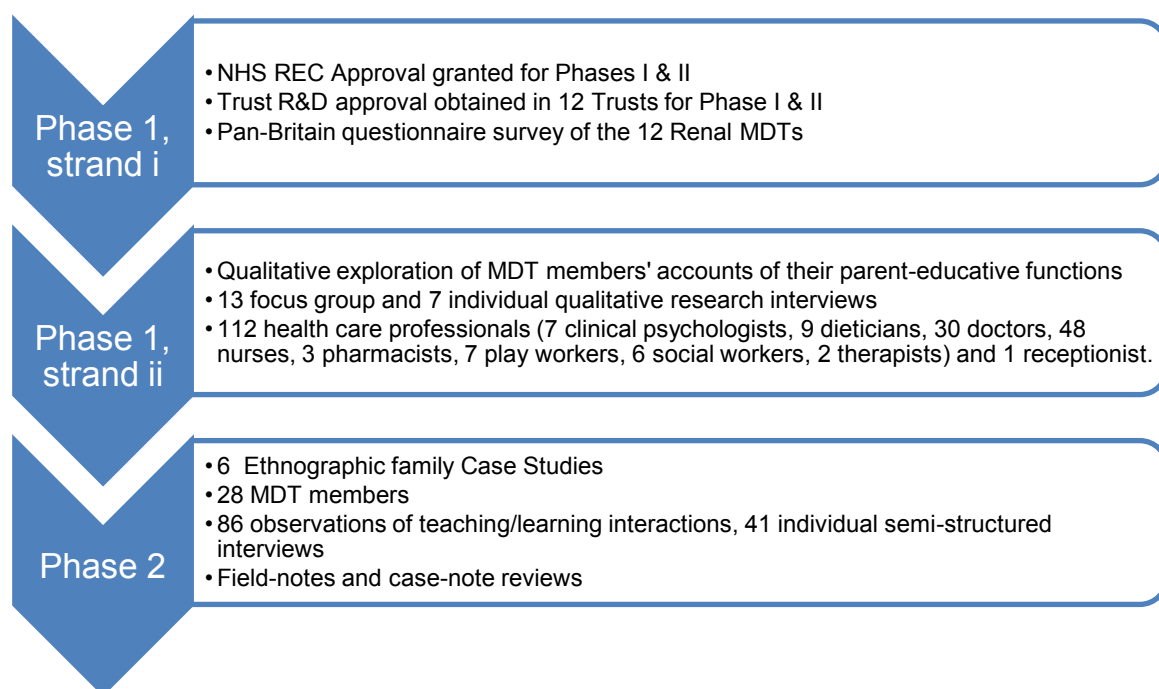 Phase 1,
strand i
•NHS REC Approval granted for Phases I & II
•Trust R&D approval obtained in 12 Trusts for Phase I & II
•Pan-Britain questionnaire survey of the 12 Renal MDTs
Phase 1,
strand ii
•Qualitative exploration of MDT members' accounts of their parent-educative functions
•13 focus group and 7 individual qualitative research interviews
•112 health care professionals (7 clinical psychologists, 9 dieticians, 30 doctors, 48
nurses, 3 pharmacists, 7 play workers, 6 social workers, 2 therapists) and 1 receptionist.
Phase 2
•6 Ethnographic family Case Studies
•28 MDT members
•86 observations of teaching/learning interactions, 41 individual semi-structured
interviews
•Field-notes and case-note reviews